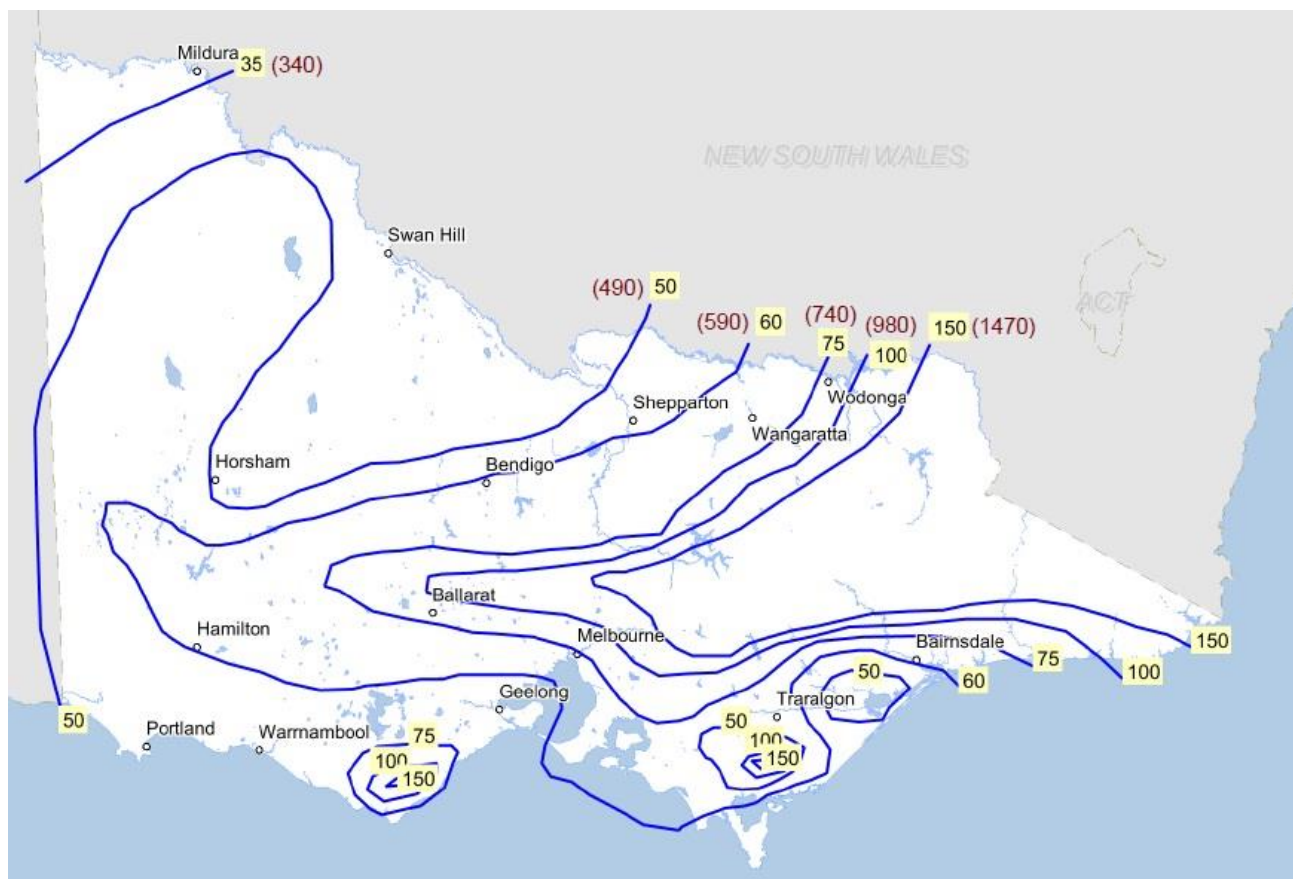 Mildura
35 (340)
NEW SOUTH WALES
Swan Hill
(490) 50
ACT
(590) 60
(740)
(980)
150 (1470)
75
100
Shepparton
Wodonga
Wangaratta
Horsham
Bendigo
Ballarat
Hamilton
Melbourne
Bairnsdale
150
75
100
50
60
Geelong
Traralgon
50
Portland
Warrnambool
75
50
100
150
100
150